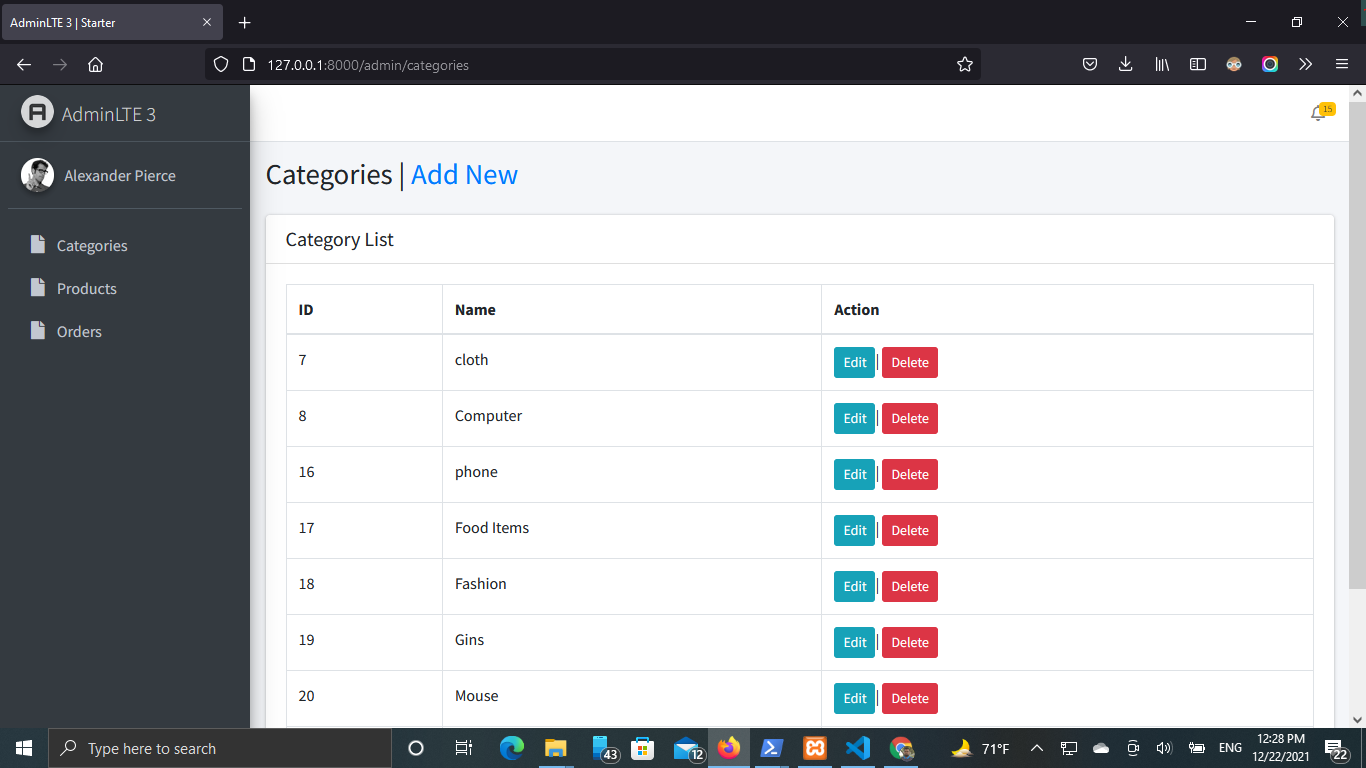 AdminLTE 3 | Starter
127.0.0.1:8000/admin/categories
AdminLTE 3
15
Alexander Pierce
Categories | Add New
Categories
Products
Orders
Category List
ID Name Action
7 cloth Edit | Delete
8 Computer Edit | Delete
16 phone Edit | Delete
17 Food Items Edit | Delete
18 Fashion Edit | Delete
19 Gins Edit | Delete
20 Mouse Edit | Delete
Type here to search
43
12
71°F
ENG
12:28 PM
12/22/2021
22